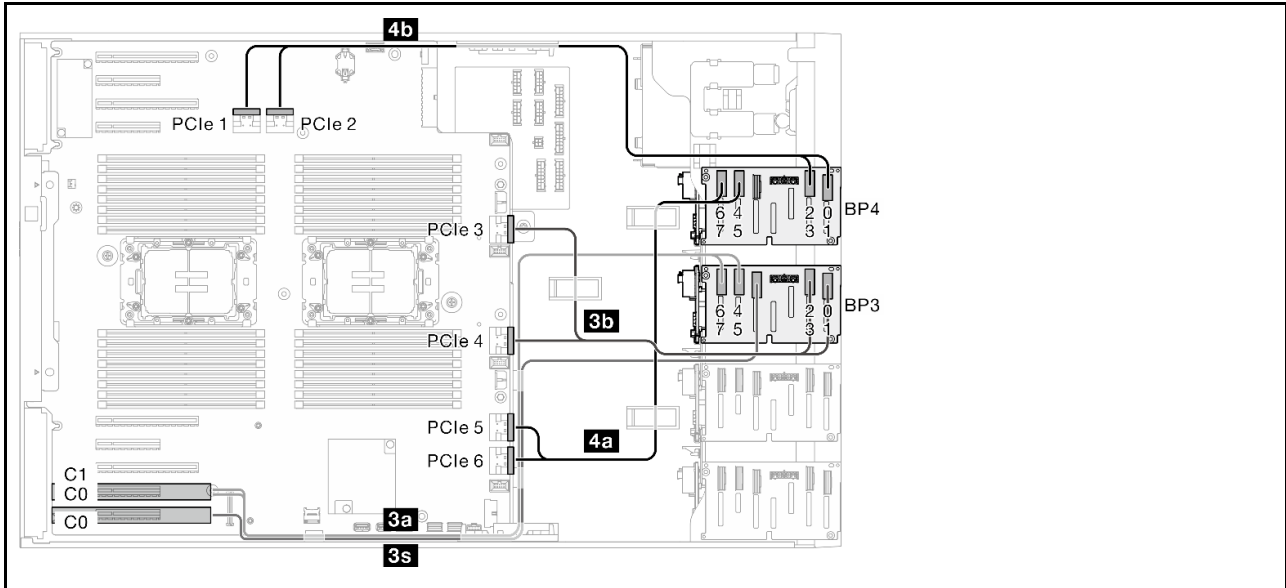 4b
PCIe 1
PCIe 2
6 4 2 0
7 5 3 1
BP4
PCIe 3
6 4 2 0
7 5 3 1
BP3
3b
PCIe 4
PCIe 5
4a
PCIe 6
C1
C0
C0
3a
3s